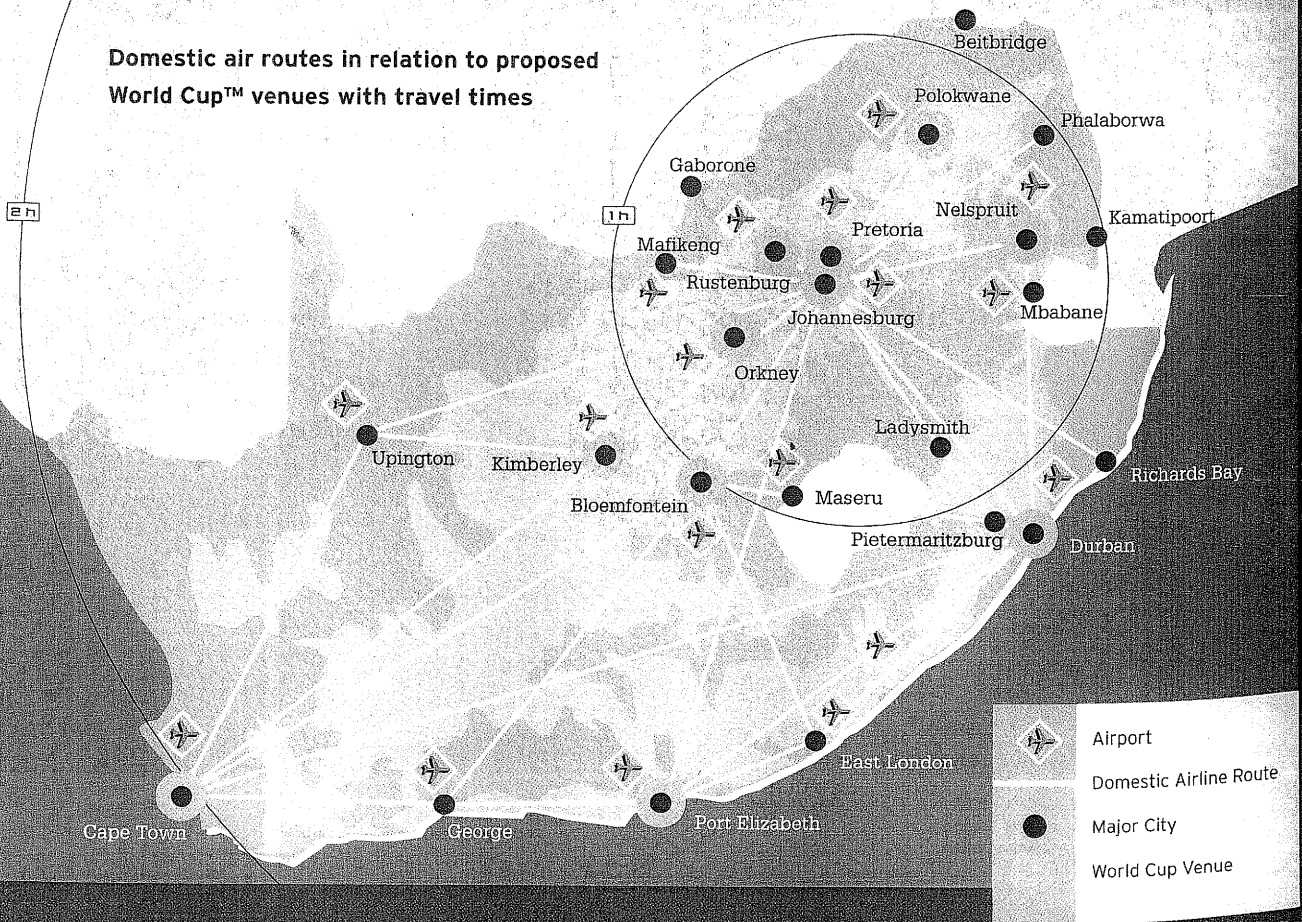 Domestic air routes in relation to proposed
World Cup™ venues with travel times
Beitbridge
Polokwane
Phalaborwa
Gaborone
2 h
1 h
Nelspruit
Kamatipoort
Pretoria
Mafikeng
Rustenburg
Johannesburg
Mbabane
Orkney
Ladysmith
Upington
Kimberley
Richards Bay
Bloemfontein
Maseru
Pietermaritzburg
Durban
East London
Cape Town
George
Port Elizabeth
Airport
Domestic Airline Route
Major City
World Cup Venue